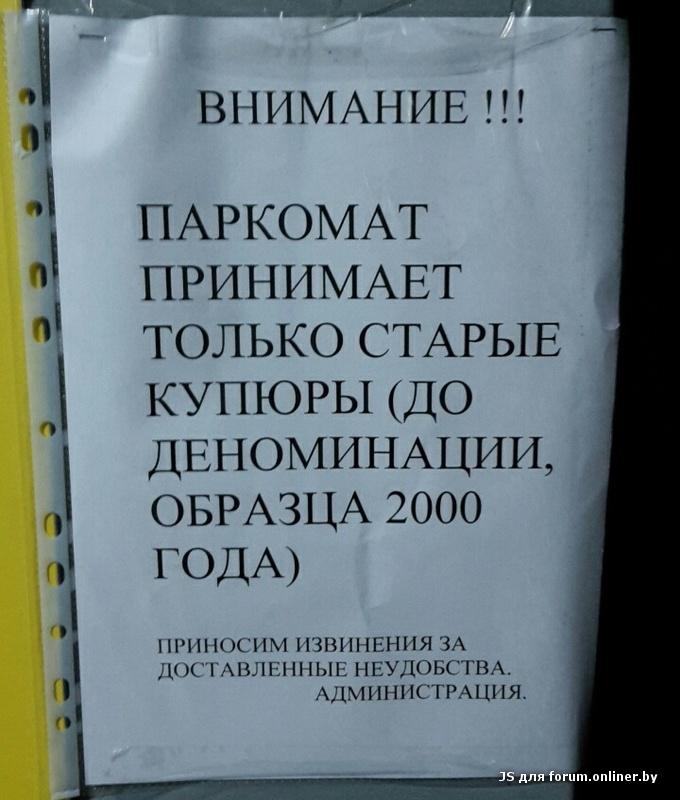 ВНИМАНИЕ !!!
ПАРКОМАТ
ПРИНИМАЕТ
ТОЛЬКО СТАРЫЕ
КУПЮРЫ (ДО
ДЕНОМИНАЦИИ,
ОБРАЗЦА 2000
ГОДА)
ПРИНОСИМ ИЗВИНЕНИЯ ЗА
ДОСТАВЛЕННЫЕ НЕУДОБСТВА.
АДМИНИСТРАЦИЯ.
JS для forum.onliner.by